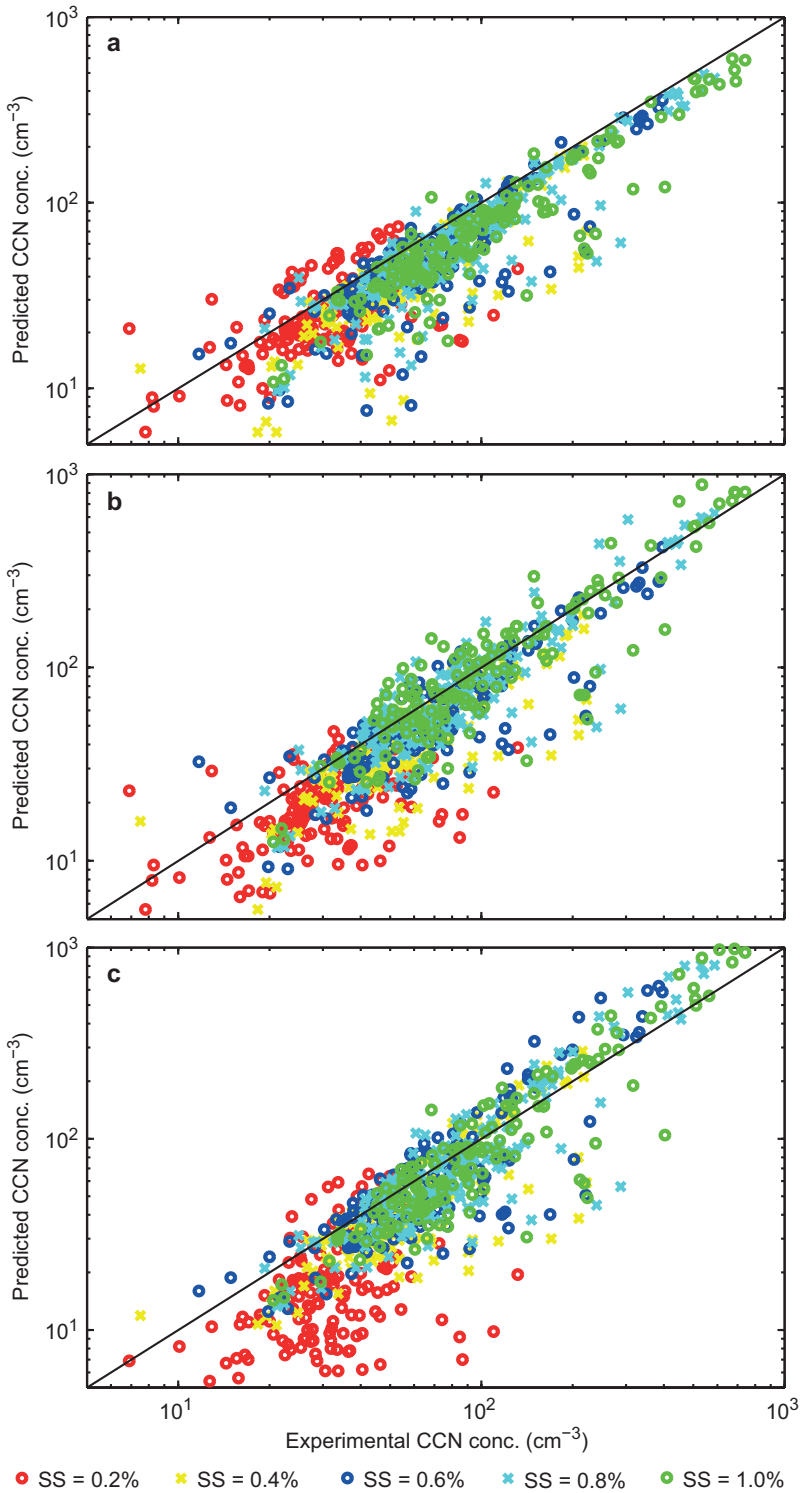 a
10³
10²
10¹
Predicted CCN conc. (cm⁻³)
b
10³
10²
10¹
Predicted CCN conc. (cm⁻³)
c
10³
10²
10¹
Predicted CCN conc. (cm⁻³)
10¹ 10² 10³
Experimental CCN conc. (cm⁻³)
SS = 0.2% SS = 0.4% SS = 0.6% SS = 0.8% SS = 1.0%